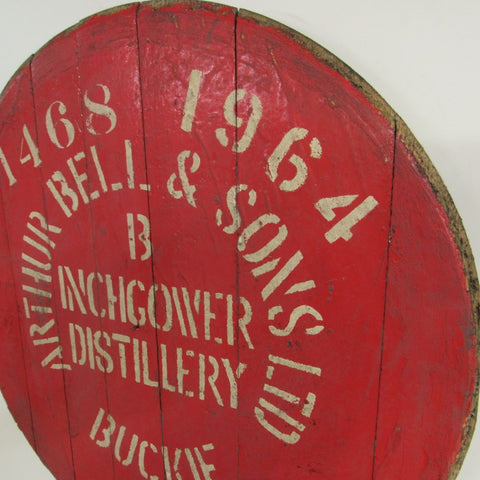 1468 1964
ARTHUR BELL & SONS LTD
B
INCHGOWER
DISTILLERY
BUCKIE